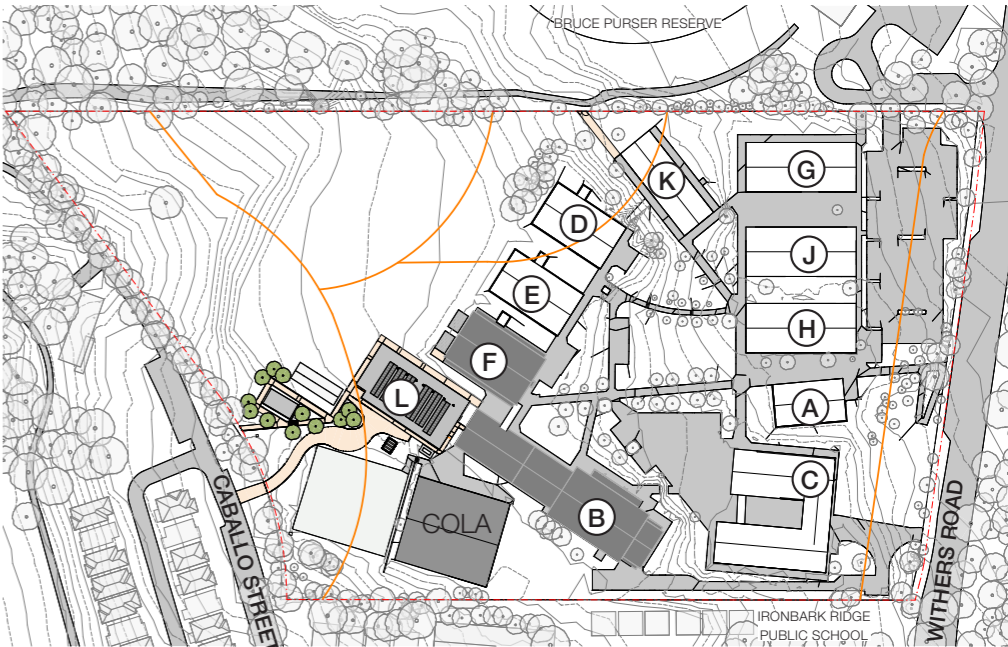 BRUCE PURSER RESERVE
K
G
D
J
E
H
F
L
A
C
B
COLA
CABALLO STREET
WITHERS ROAD
IRONBARK RIDGE
PUBLIC SCHOOL